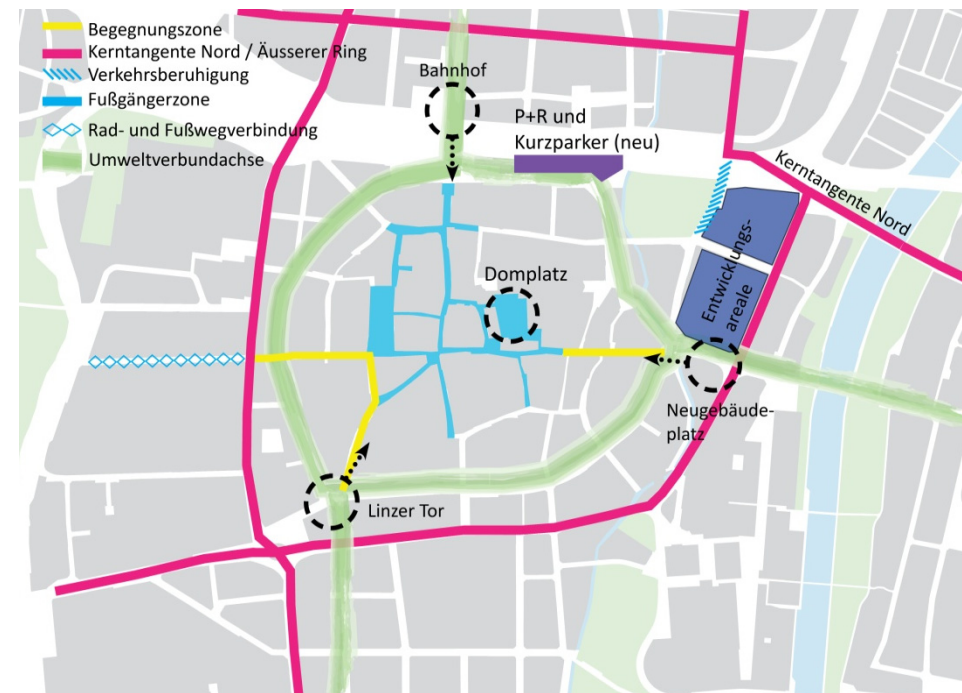 Begegnungszone
Kerntangente Nord / Äusserer Ring
Verkehrsberuhigung
Fußgängerzone
Rad- und Fußwegverbindung
Umweltverbundachse
Bahnhof
P+R und
Kurzparker (neu)
Kerntangente Nord
Entwicklungs-
areale
Domplatz
Neugebäude-
platz
Linzer Tor